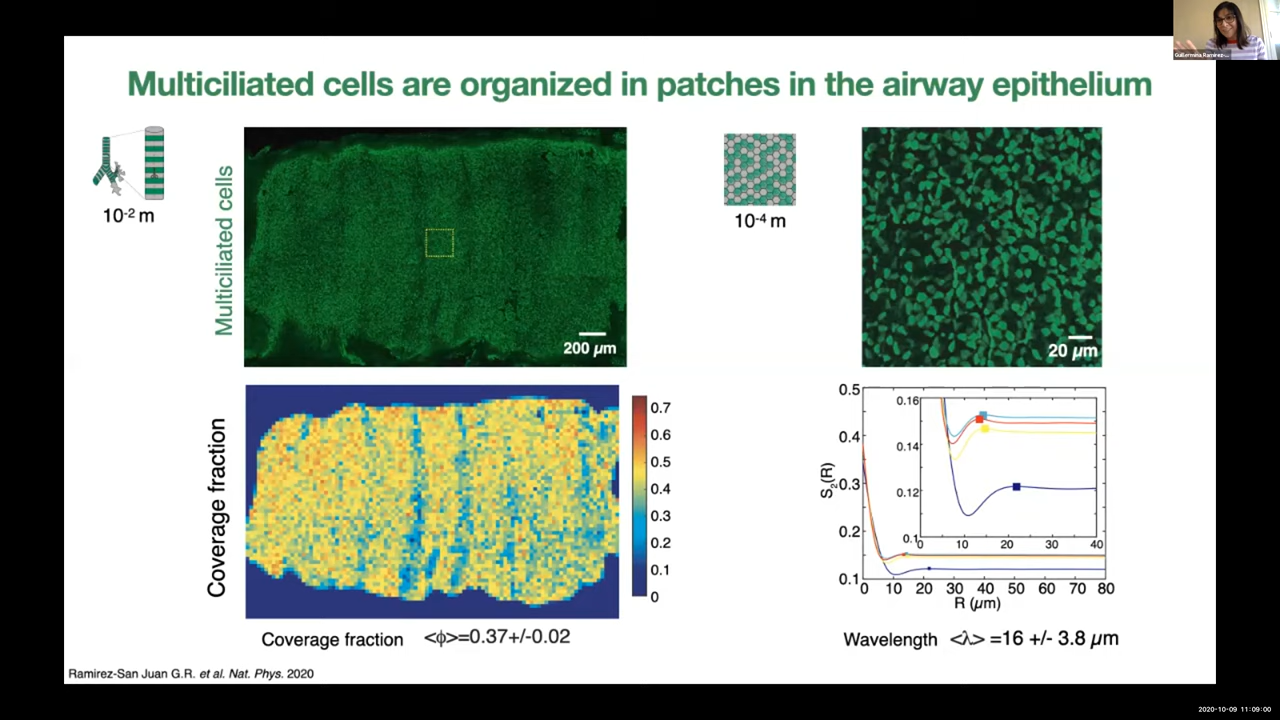 Guillermina Ramirez-...
Multiciliated cells are organized in patches in the airway epithelium
10-2 m
Multiciliated cells
200 µm
10-4 m
20 µm
Coverage fraction
0.7
0.6
0.5
0.4
0.3
0.2
0.1
0
Coverage fraction <ϕ>=0.37+/-0.02
S2(R)
0.5
0.4
0.3
0.2
0.1
0.16
0.14
0.12
0.1
0 10 20 30 40
0 10 20 30 40 50 60 70 80
R (µm)
Wavelength <λ> =16 +/- 3.8 µm
Ramirez-San Juan G.R. et al. Nat. Phys. 2020
2020-10-09 11:09:00